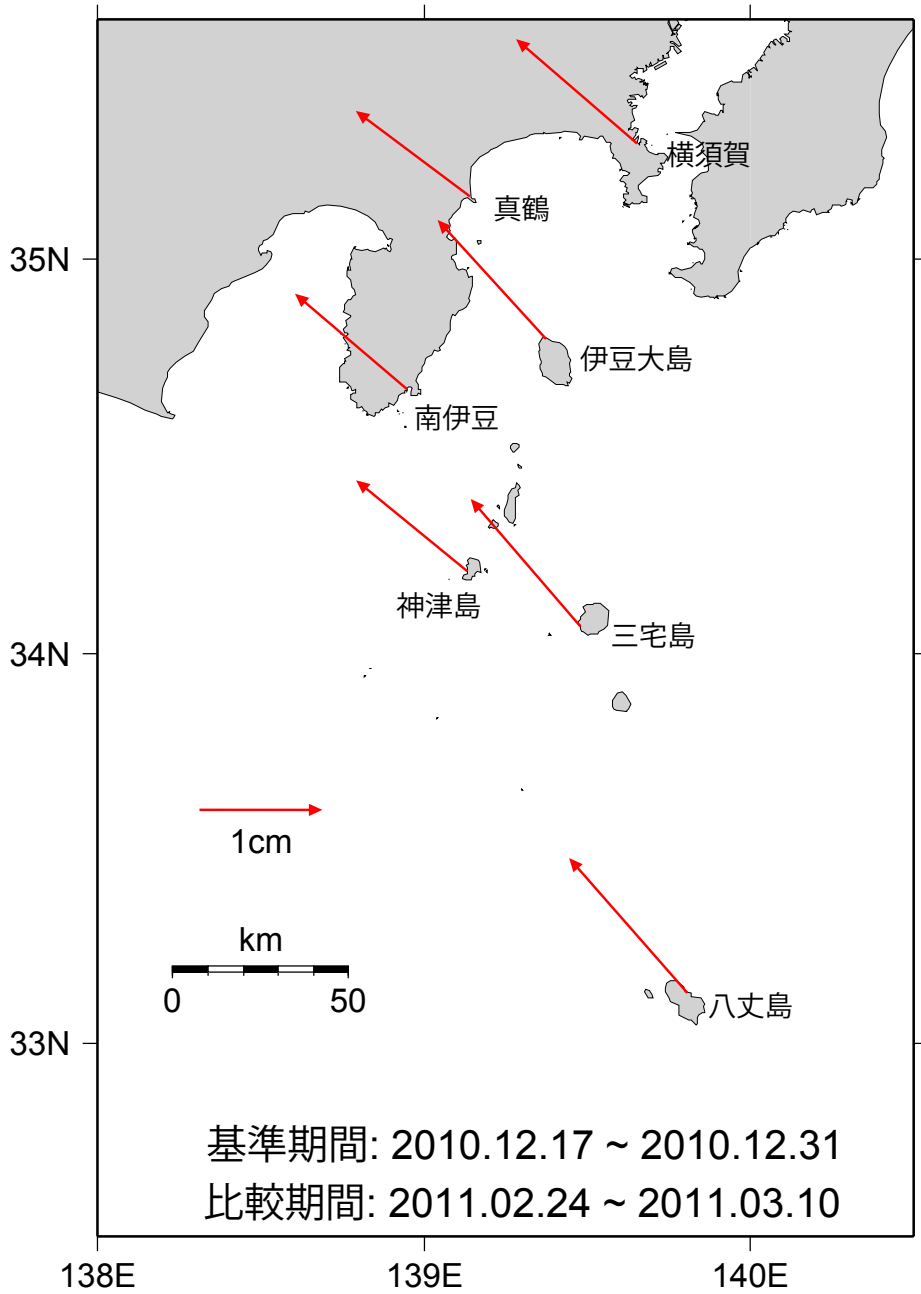 横須賀
真鶴
35N
伊豆大島
南伊豆
神津島
三宅島
34N
1cm
km
0 50
八丈島
33N
基準期間: 2010.12.17 ~ 2010.12.31
比較期間: 2011.02.24 ~ 2011.03.10
138E 139E 140E